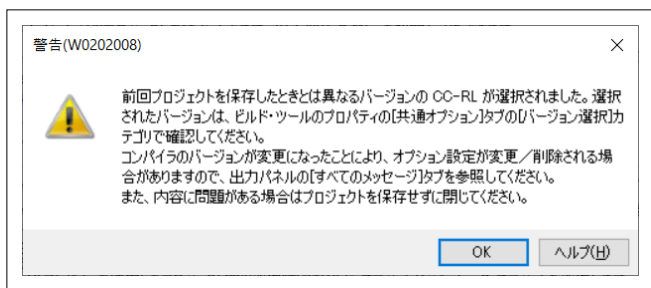 警告(W0202008)
前回プロジェクトを保存したときとは異なるバージョンの CC-RL が選択されました。選択
されたバージョンは、ビルド・ツールのプロパティの[共通オプション]タブの[バージョン選択]カ
テゴリで確認してください。
コンパイラのバージョンが変更になったことにより、オプション設定が変更／削除される場
合がありますので、出力パネルの[すべてのメッセージ]タブを参照してください。
また、内容に問題がある場合はプロジェクトを保存せずに閉じてください。
OK
ヘルプ(H)